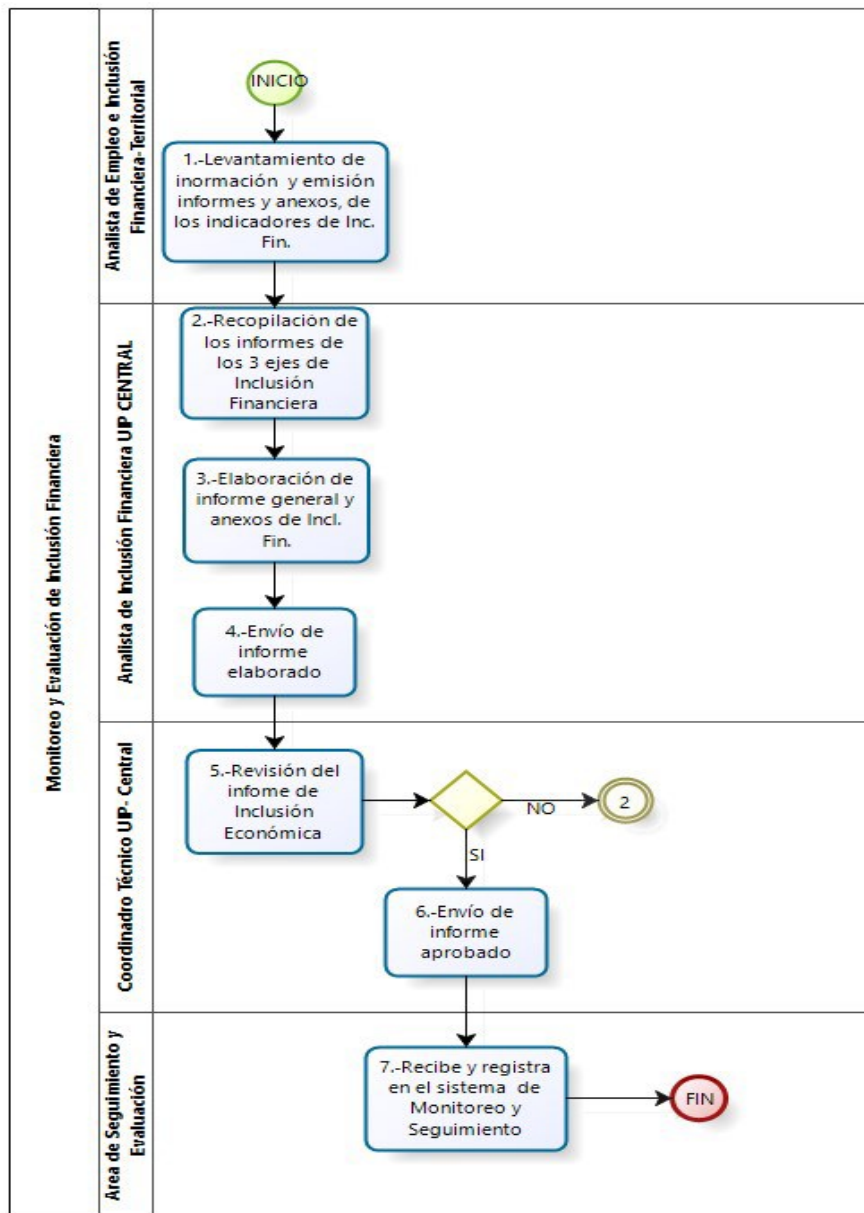 Monitoreo y Evaluación de Inclusión Financiera
Analista de Empleo e Inclusión
Financiera-Territorial
INICIO
1.-Levantamiento de
inormación y emisión
informes y anexos, de
los indicadores de Inc.
Fin.
Analista de Inclusión Financiera UIP CENTRAL
2.-Recopilación de
los informes de
los 3 ejes de
Inclusión
Financiera
3.-Elaboración de
informe general y
anexos de Incl.
Fin.
4.-Envío de
informe
elaborado
Coordinadro Técnico UIP- Central
5.-Revisión del
infome de
Inclusión
Económica
NO
2
SI
6.-Envío de
informe
aprobado
Area de Seguimiento y
Evaluación
7.-Recibe y registra
en el sistema de
Monitoreo y
Seguimiento
FIN